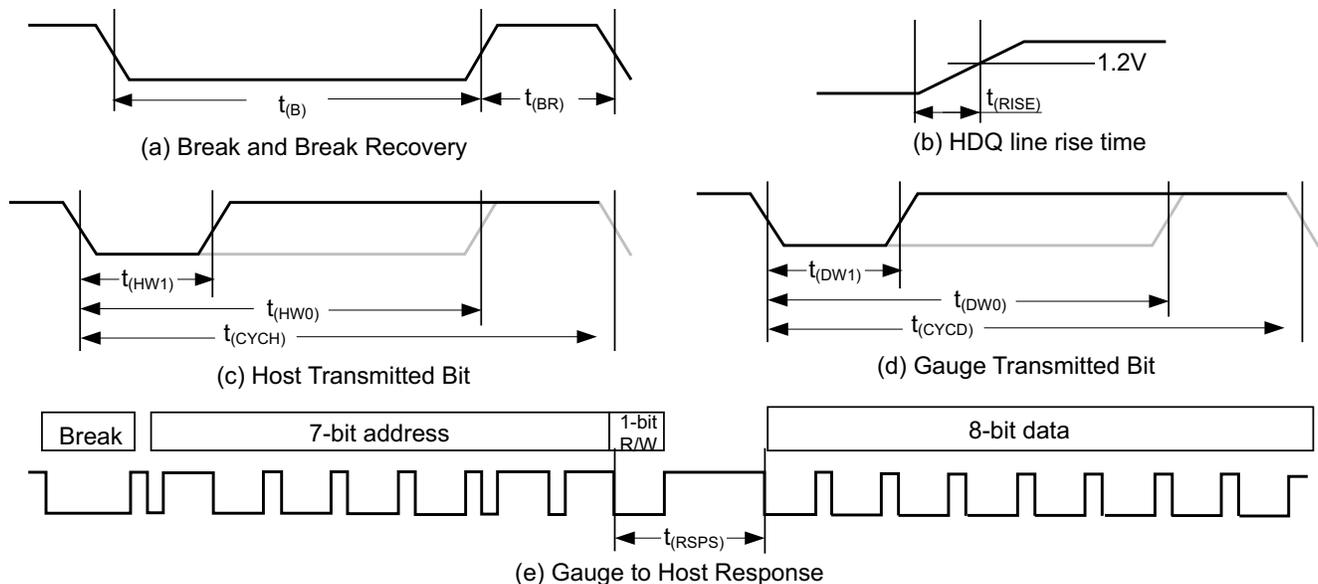 t(B)
t(BR)
(a) Break and Break Recovery
1.2V
t(RISE)
(b) HDQ line rise time
t(HW1)
t(HW0)
t(CYCH)
(c) Host Transmitted Bit
t(DW1)
t(DW0)
t(CYCD)
(d) Gauge Transmitted Bit
Break
7-bit address
1-bit
R/W
8-bit data
t(RSPS)
(e) Gauge to Host Response